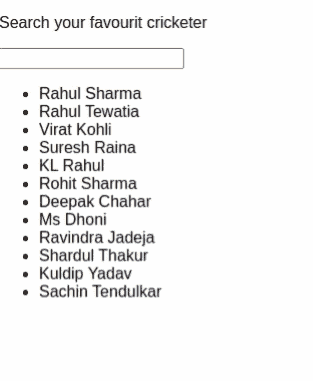 Search your favourit cricketer
Rahul Sharma
Rahul Tewatia
Virat Kohli
Suresh Raina
KL Rahul
Rohit Sharma
Deepak Chahar
Ms Dhoni
Ravindra Jadeja
Shardul Thakur
Kuldip Yadav
Sachin Tendulkar